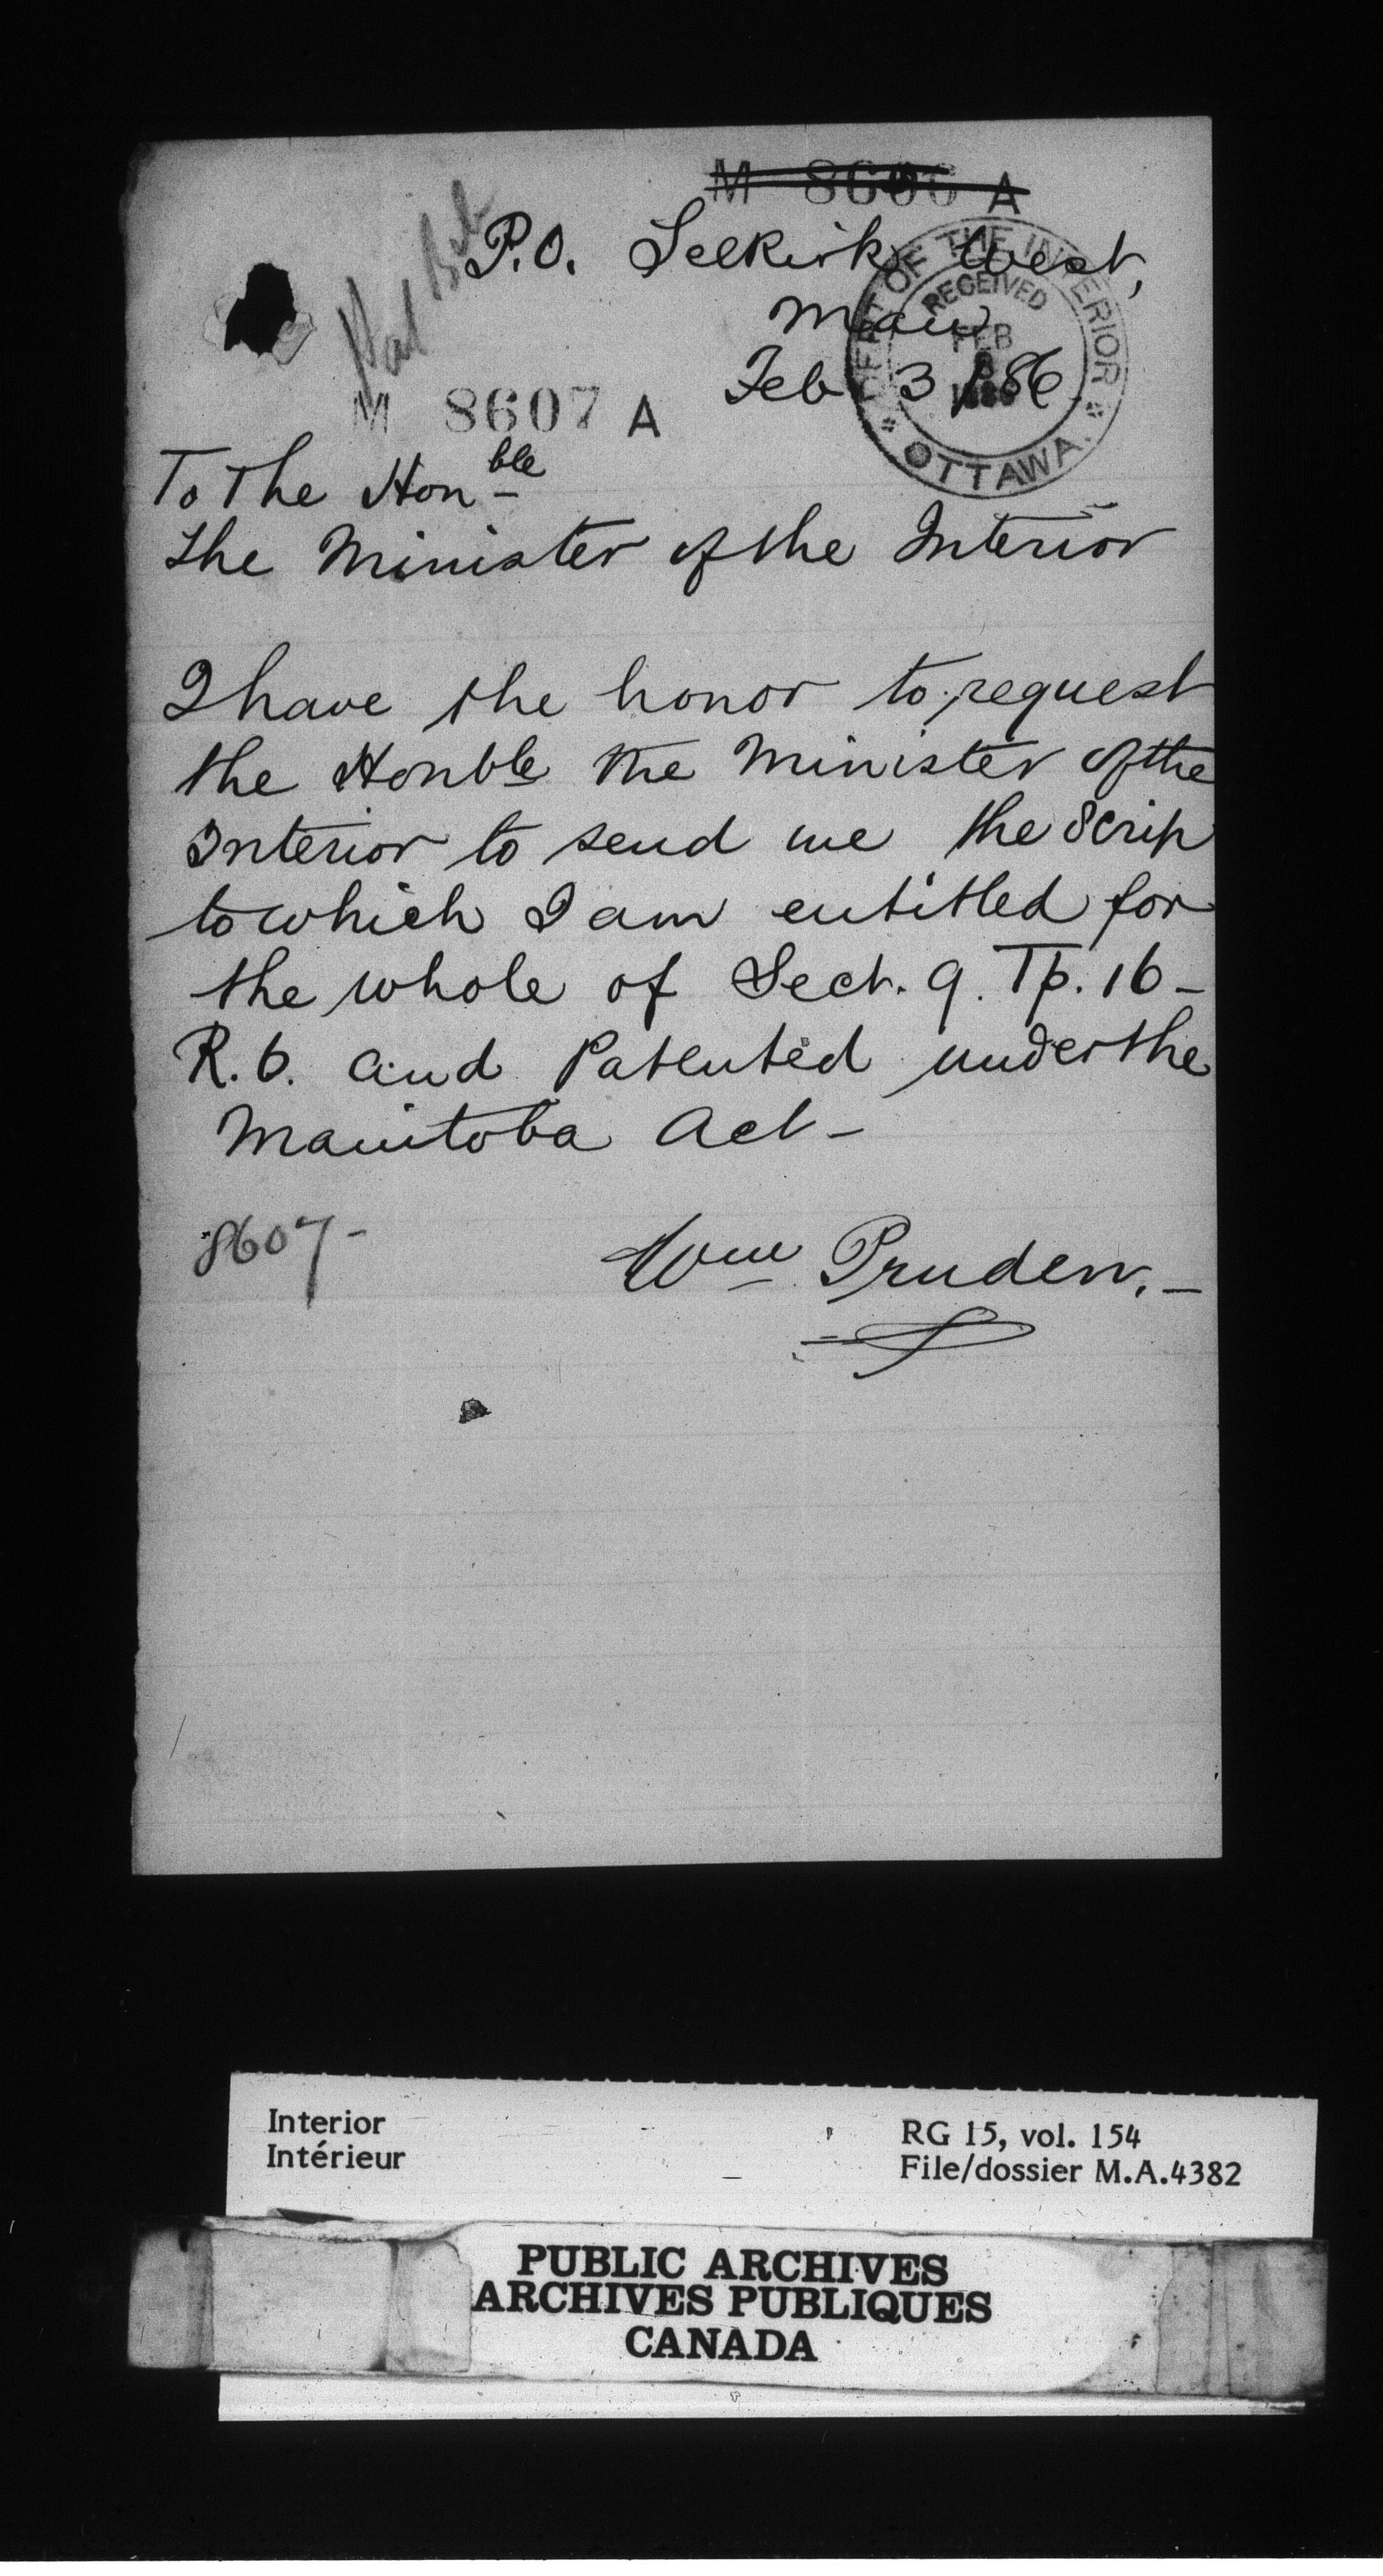 M 8606 A
P.O. Selkirk West,
Man
Feb 3/86
DEPT OF THE INTERIOR
RECEIVED
FEB
8
1886
OTTAWA.
M 8607 A
To The Honble
the Minister of the Interior
I have the honor to request
the Honble the Minister of the
Interior to send me the Scrip
to which I am entitled for
the whole of Sect. 9. Tp. 16-
R. 6. and Patented under the
Manitoba Act-
8607-
Wm Pruden.-
Interior
Intérieur
RG 15, vol. 154
File/dossier M.A.4382
PUBLIC ARCHIVES
ARCHIVES PUBLIQUES
CANADA